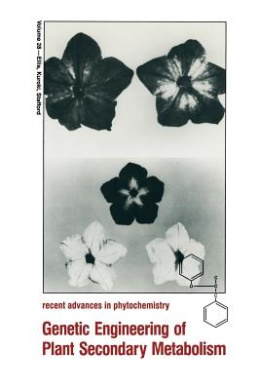 Volume 28—Ellis, Kuroki, Stafford
recent advances in phytochemistry
Genetic Engineering of
Plant Secondary Metabolism